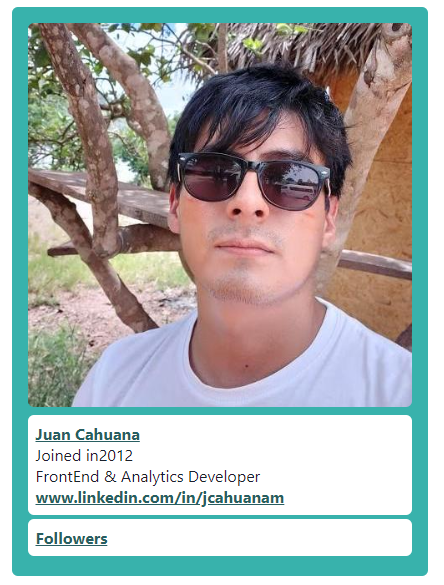 Juan Cahuana
Joined in2012
FrontEnd & Analytics Developer
www.linkedin.com/in/jcahuanam
Followers